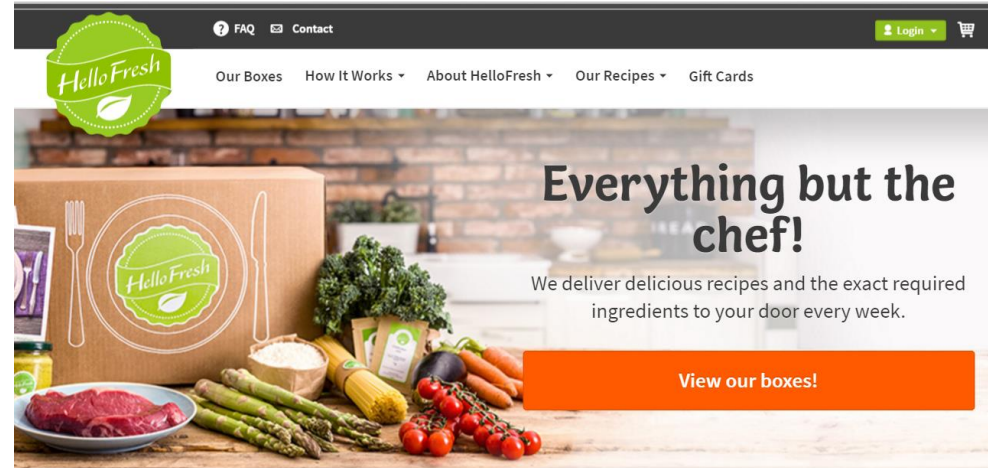 FAQ Contact
Login
HelloFresh
Our Boxes How It Works About HelloFresh Our Recipes Gift Cards
Everything but the
chef!
We deliver delicious recipes and the exact required
ingredients to your door every week.
View our boxes!
HelloFresh